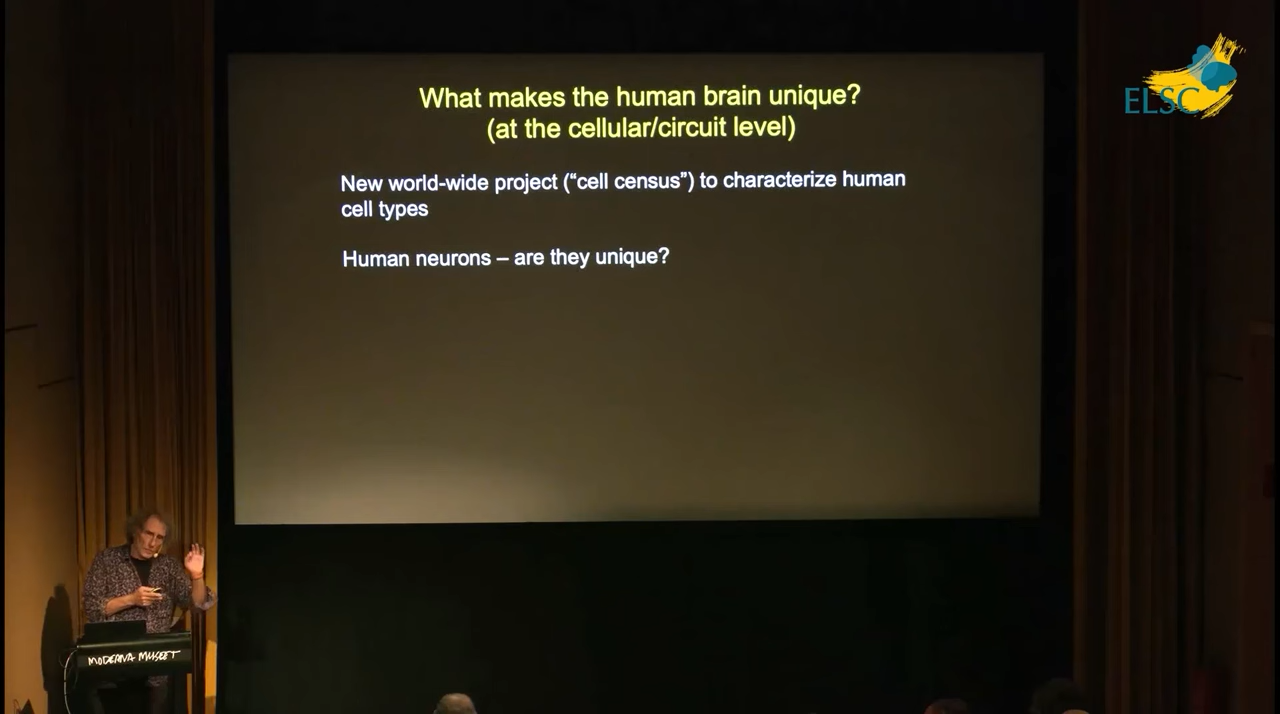 What makes the human brain unique?
(at the cellular/circuit level)
New world-wide project (“cell census”) to characterize human
cell types
Human neurons – are they unique?
ELSC
MODERNA MUSEET